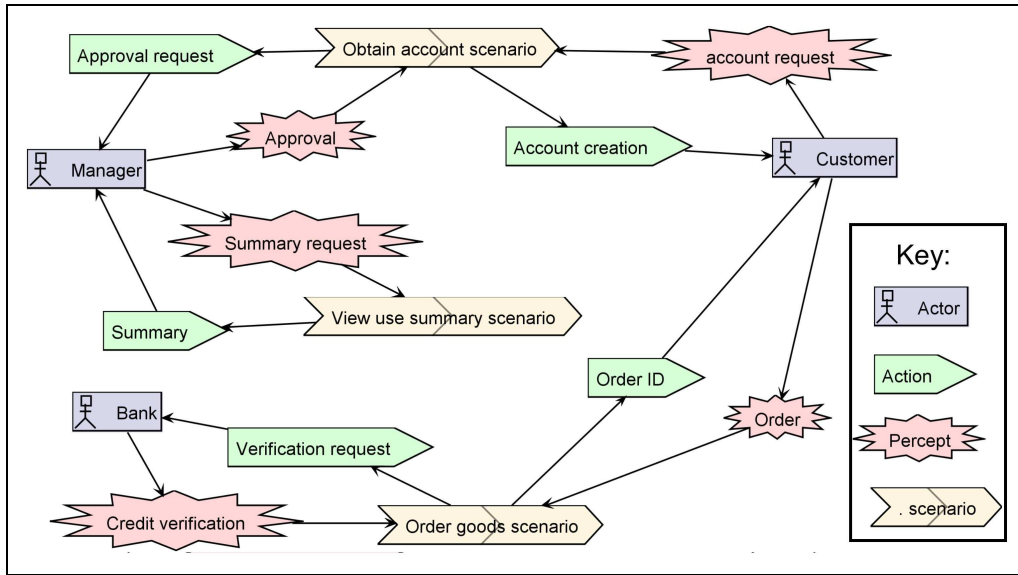 Approval request
Obtain account scenario
account request
Approval
Account creation
Manager
Customer
Summary request
Key:
Actor
View use summary scenario
Summary
Order ID
Action
Bank
Order
Verification request
Percept
Credit verification
Order goods scenario
. scenario